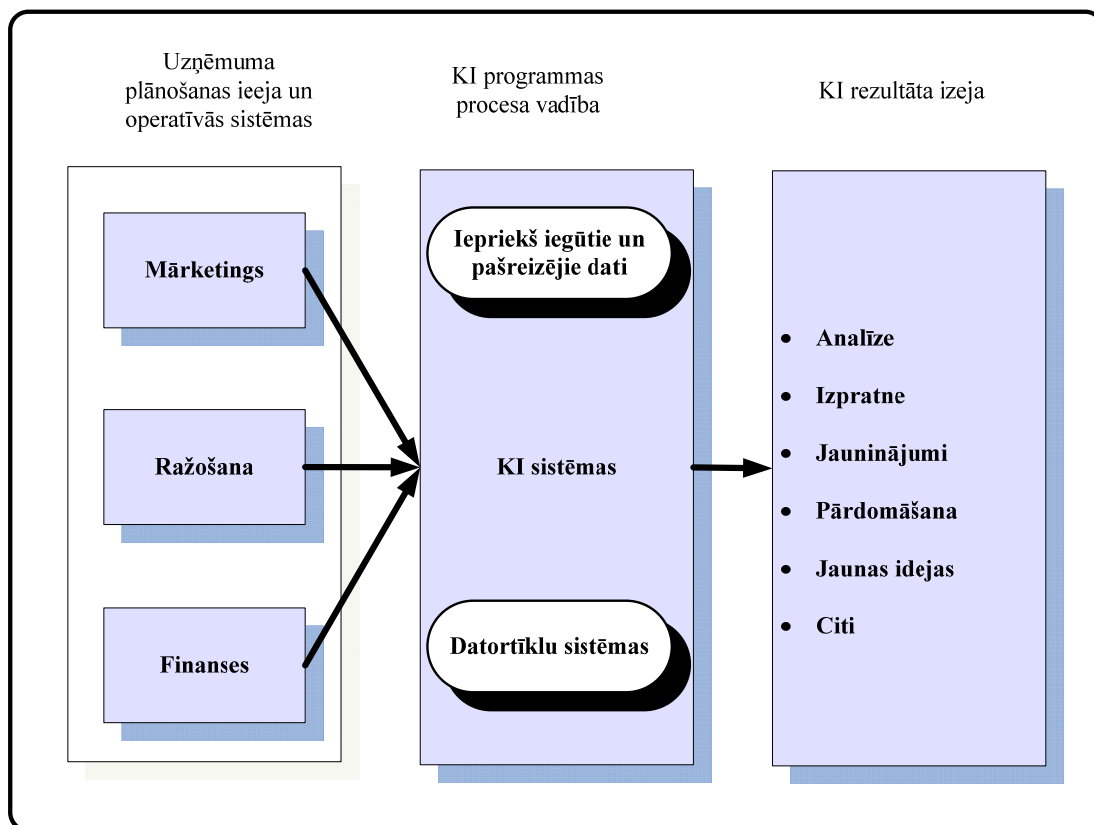 Uzņēmuma
plānošanas ieeja un
operatīvās sistēmas
KI programmas
procesa vadība
KI rezultāta izeja
Mārketings
Ražošana
Finanses
Iepriekš iegūtie un
pašreizējie dati
KI sistēmas
Datortīklu sistēmas
• Analīze
• Izpratne
• Jauninājumi
• Pārdomāšana
• Jaunas idejas
• Citi